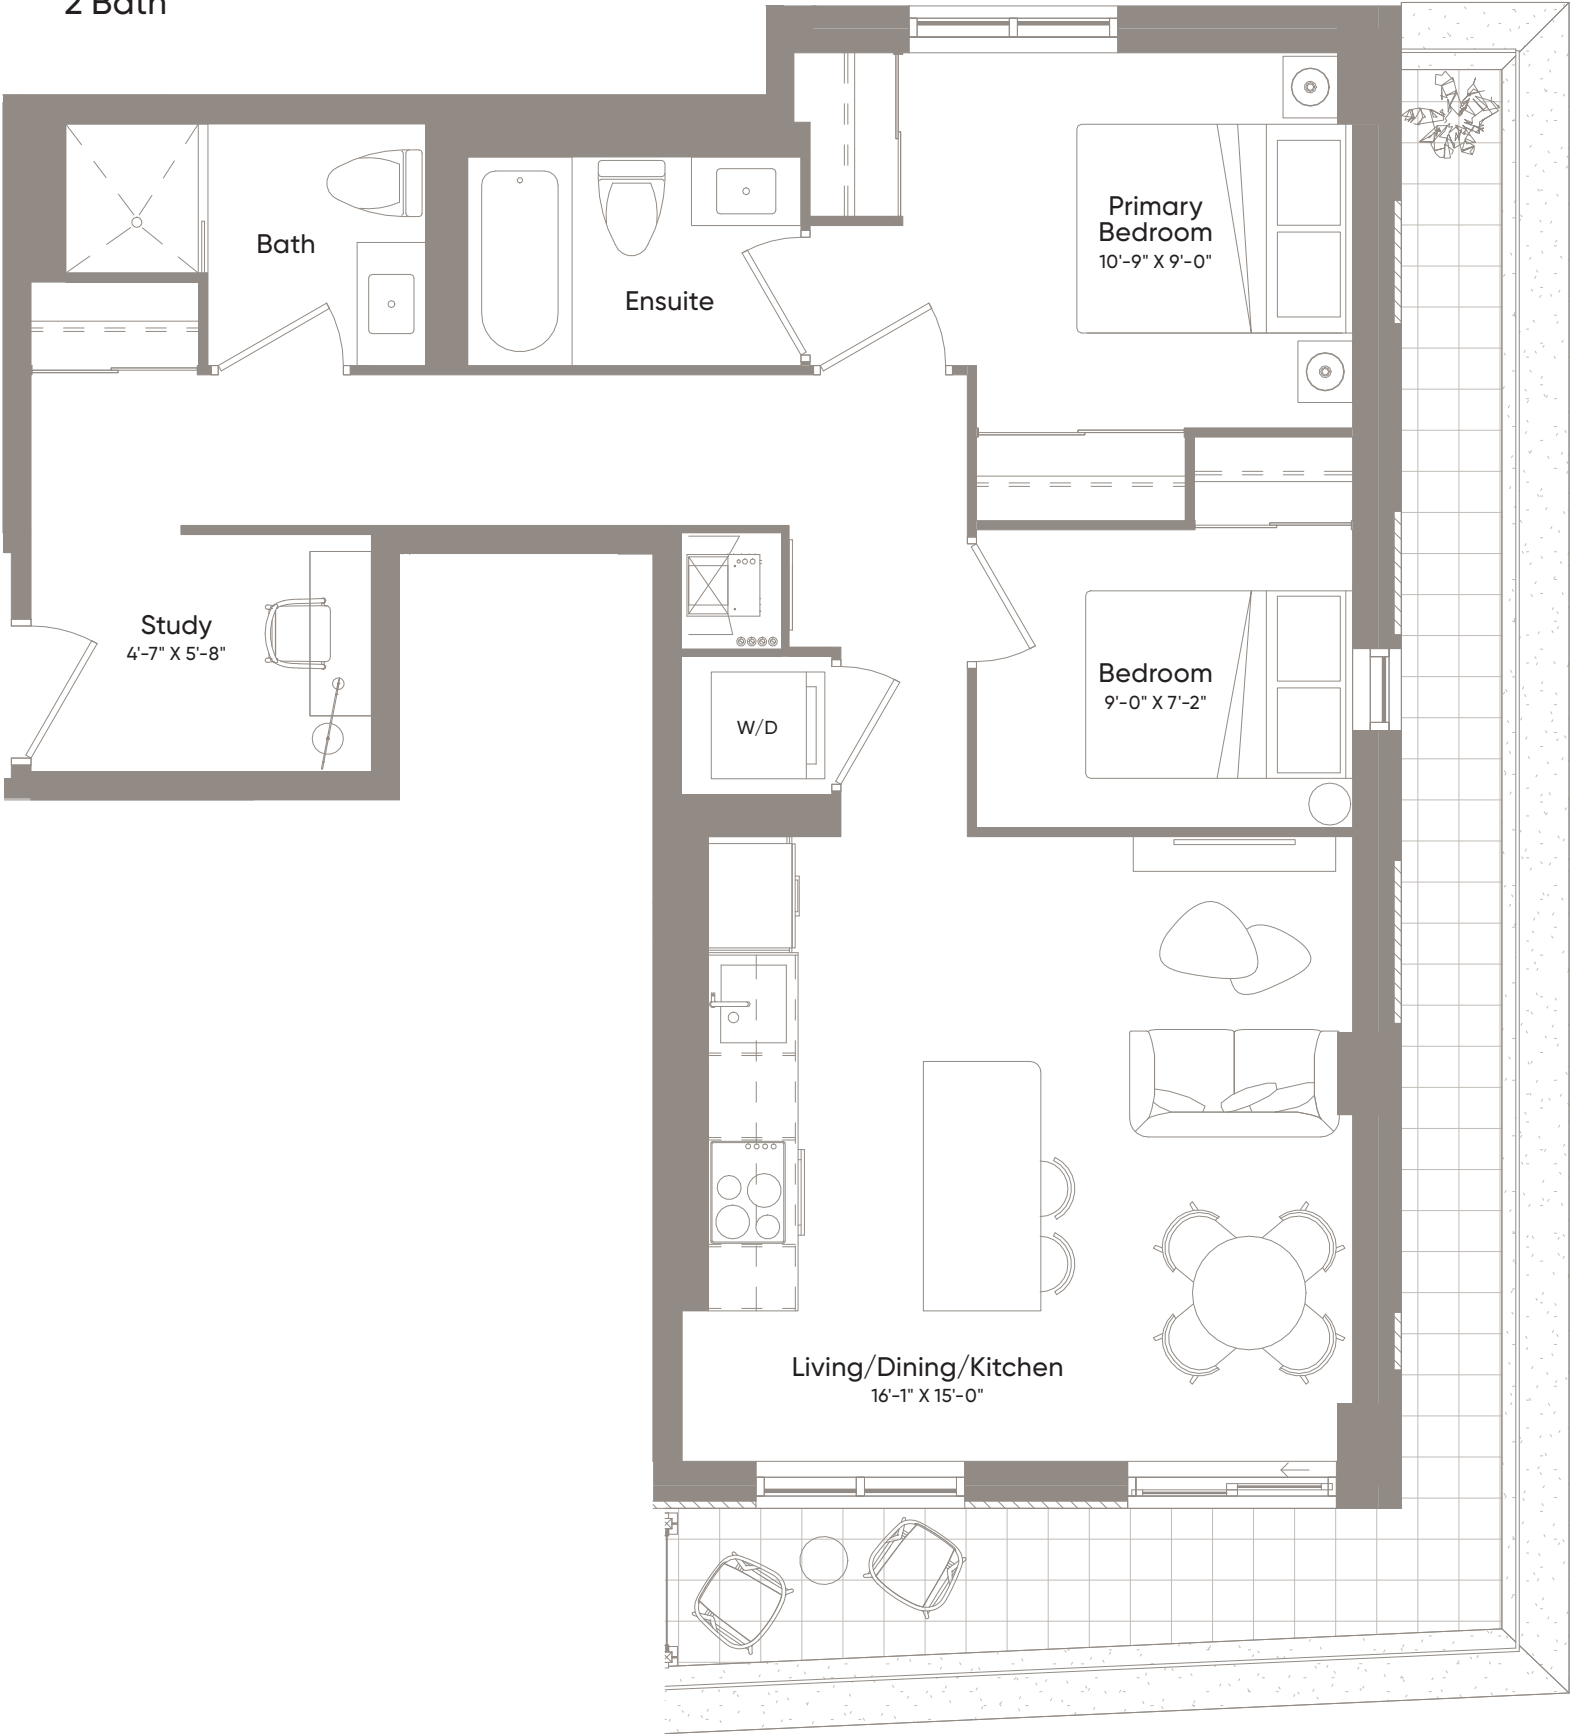 2 Bath
Bath
Ensuite
Primary
Bedroom
10'-9" X 9'-0"
Study
4'-7" X 5'-8"
W/D
Bedroom
9'-0" X 7'-2"
Living/Dining/Kitchen
16'-1" X 15'-0"